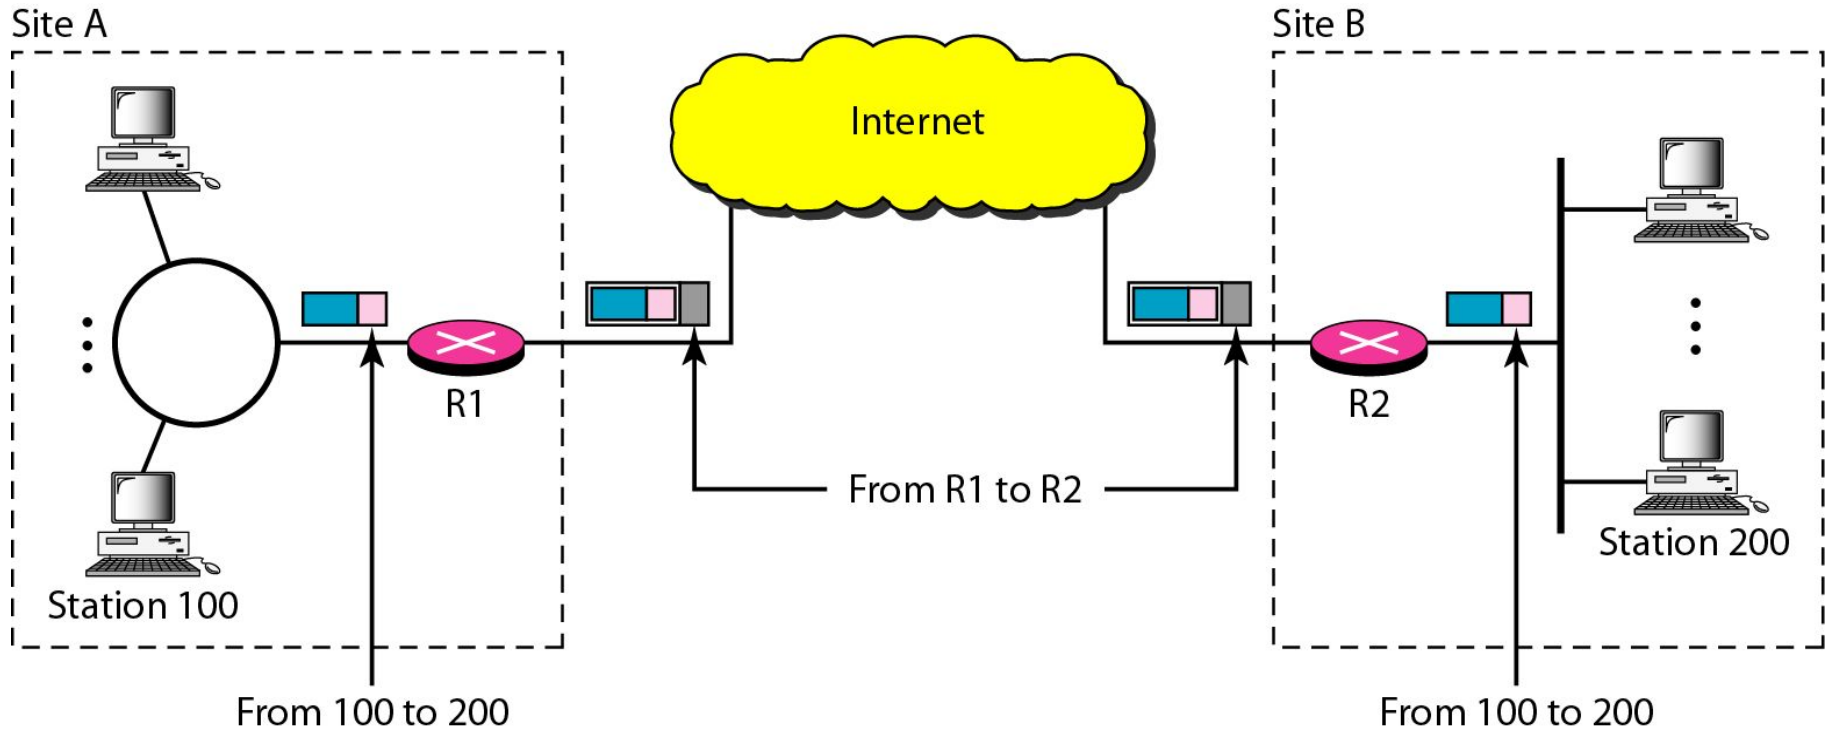 Site A
Site B
Internet
R1
R2
From R1 to R2
Station 200
Station 100
From 100 to 200
From 100 to 200